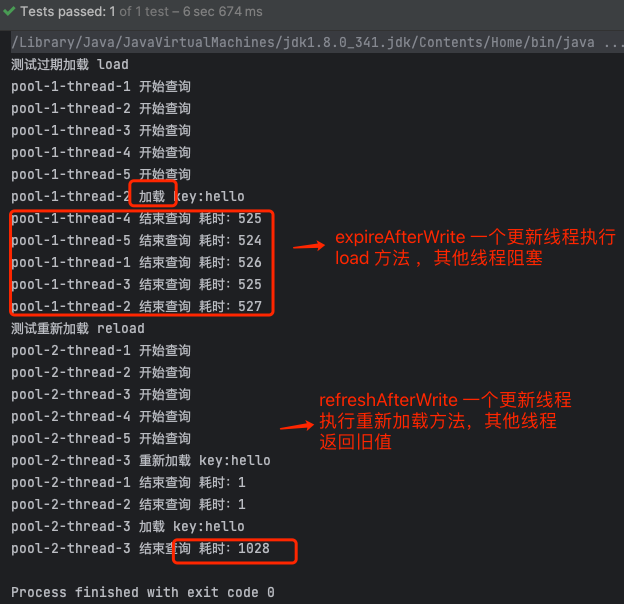 Tests passed: 1 of 1 test – 6 sec 674 ms
/Library/Java/JavaVirtualMachines/jdk1.8.0_341.jdk/Contents/Home/bin/java ...
测试过期加载 load
pool-1-thread-1 开始查询
pool-1-thread-2 开始查询
pool-1-thread-3 开始查询
pool-1-thread-4 开始查询
pool-1-thread-5 开始查询
pool-1-thread-2 加载 key:hello
pool-1-thread-4 结束查询 耗时：525
pool-1-thread-5 结束查询 耗时：524
pool-1-thread-1 结束查询 耗时：526
pool-1-thread-3 结束查询 耗时：525
pool-1-thread-2 结束查询 耗时：527
expireAfterWrite 一个更新线程执行
load 方法 ，其他线程阻塞
测试重新加载 reload
pool-2-thread-1 开始查询
pool-2-thread-2 开始查询
pool-2-thread-3 开始查询
pool-2-thread-4 开始查询
pool-2-thread-5 开始查询
pool-2-thread-3 重新加载 key:hello
pool-2-thread-1 结束查询 耗时：1
pool-2-thread-2 结束查询 耗时：1
pool-2-thread-3 加载 key:hello
pool-2-thread-3 结束查询 耗时：1028
refreshAfterWrite 一个更新线程
执行重新加载方法，其他线程
返回旧值
Process finished with exit code 0